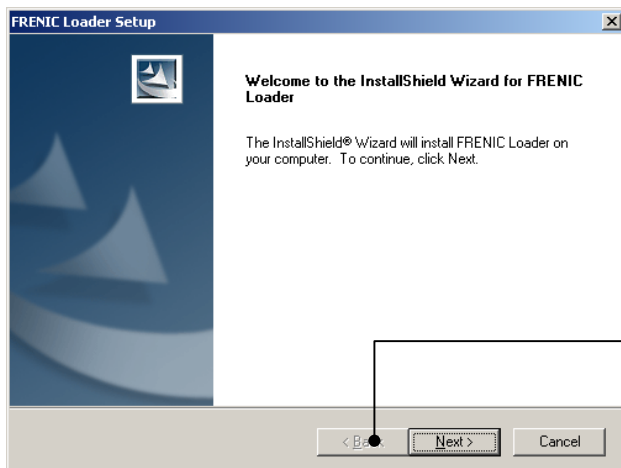 FRENIC Loader Setup
Welcome to the InstallShield Wizard for FRENIC
Loader
The InstallShield® Wizard will install FRENIC Loader on
your computer. To continue, click Next.
< Back Next > Cancel